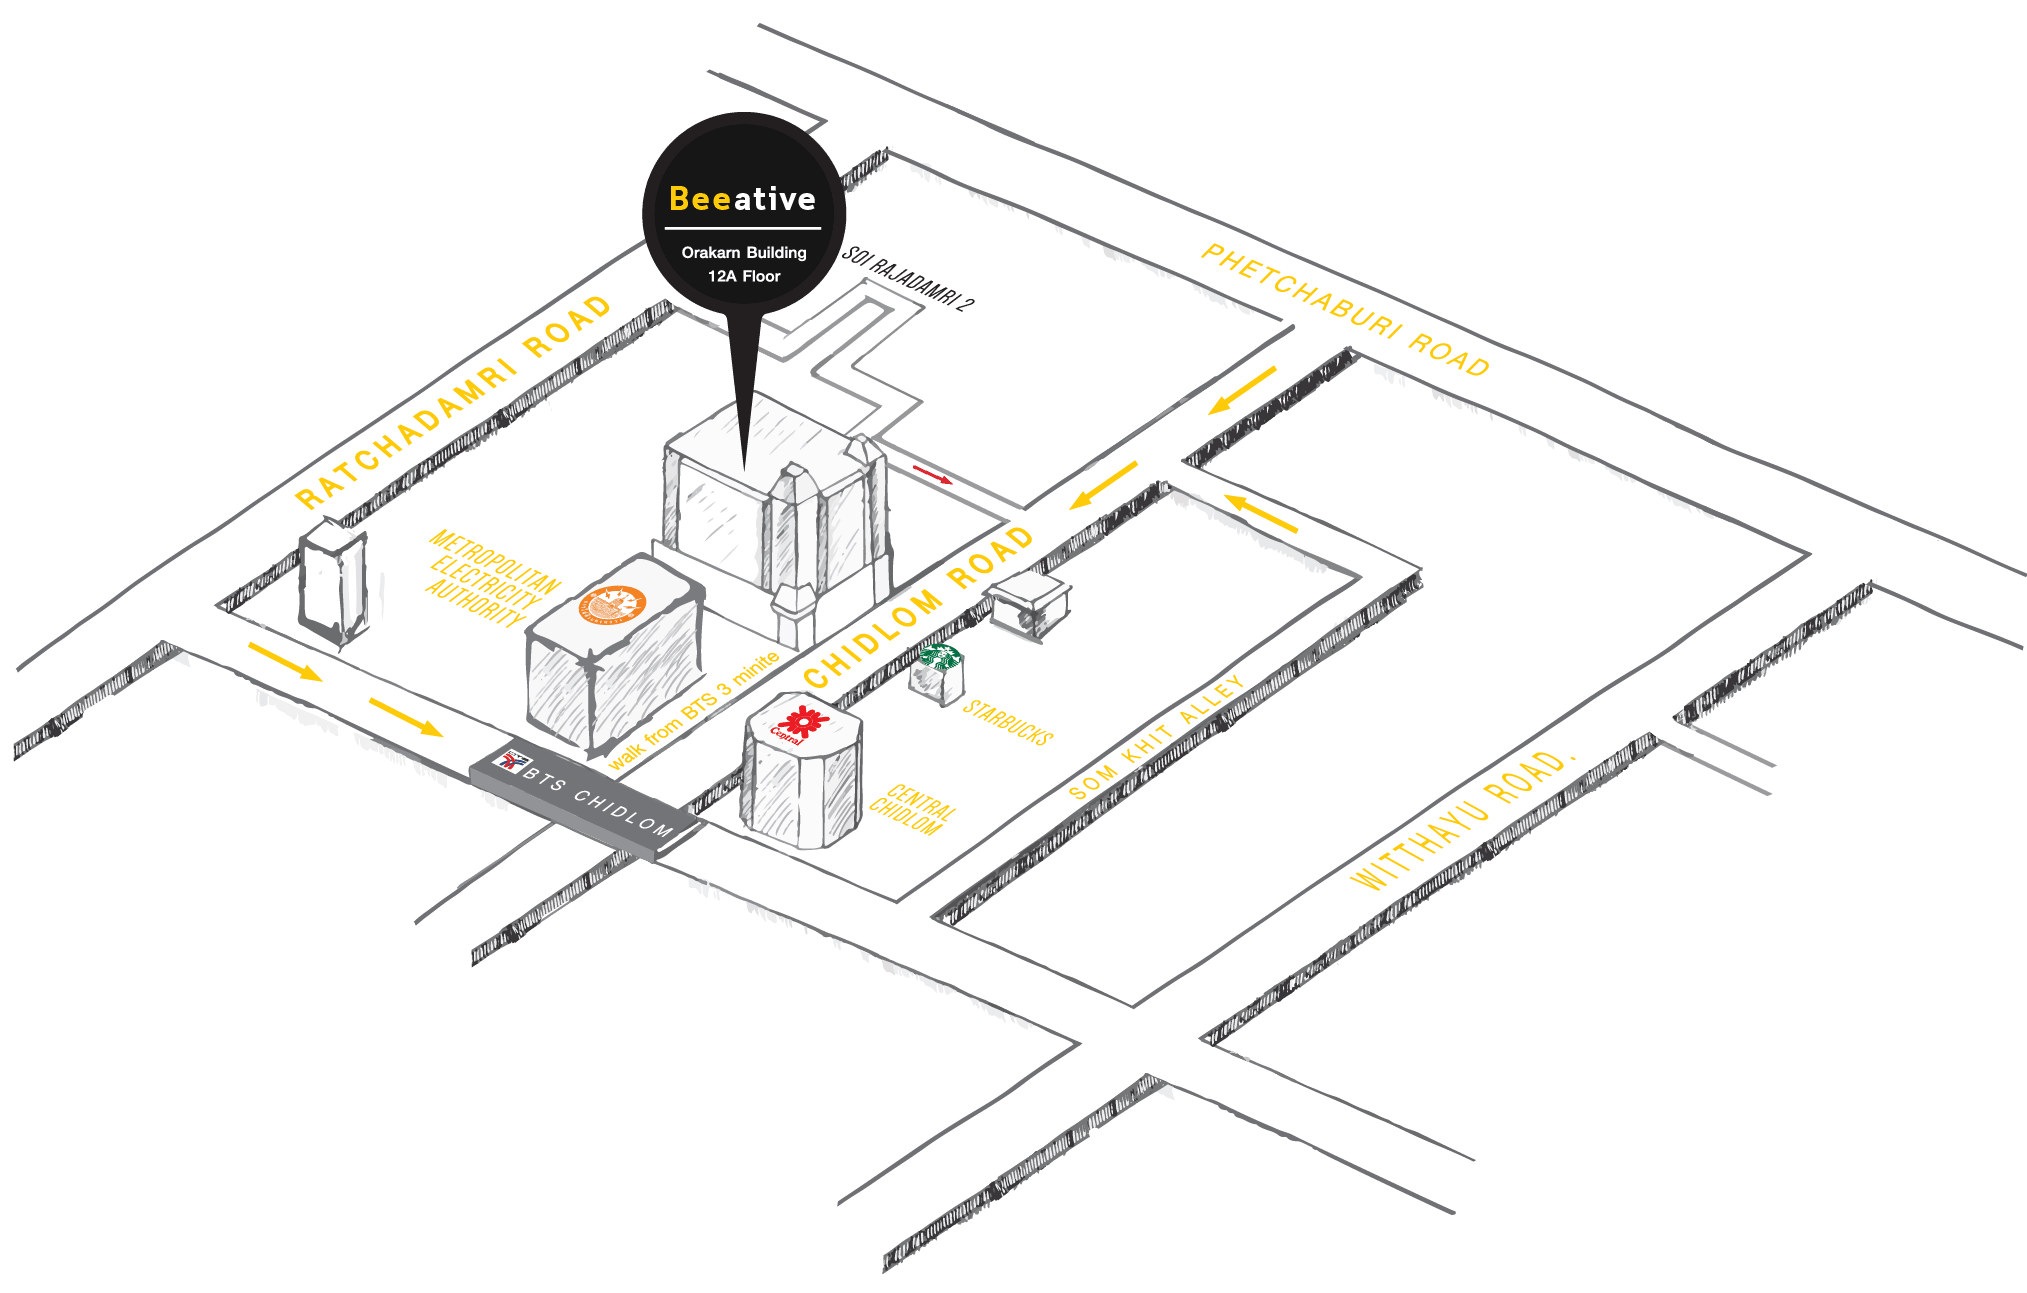 Beeative
Orakarn Building
12A Floor
SOI RAJADAMRI 2
PHETCHABURI ROAD
RATCHADAMRI ROAD
METROPOLITAN
ELECTRICITY
AUTHORITY
CHIDLOM ROAD
walk from BTS 3 minite
STARBUCKS
Central
CENTRAL
CHIDLOM
SOM KHIT ALLEY
WITTHAYU ROAD.
BTS CHIDLOM